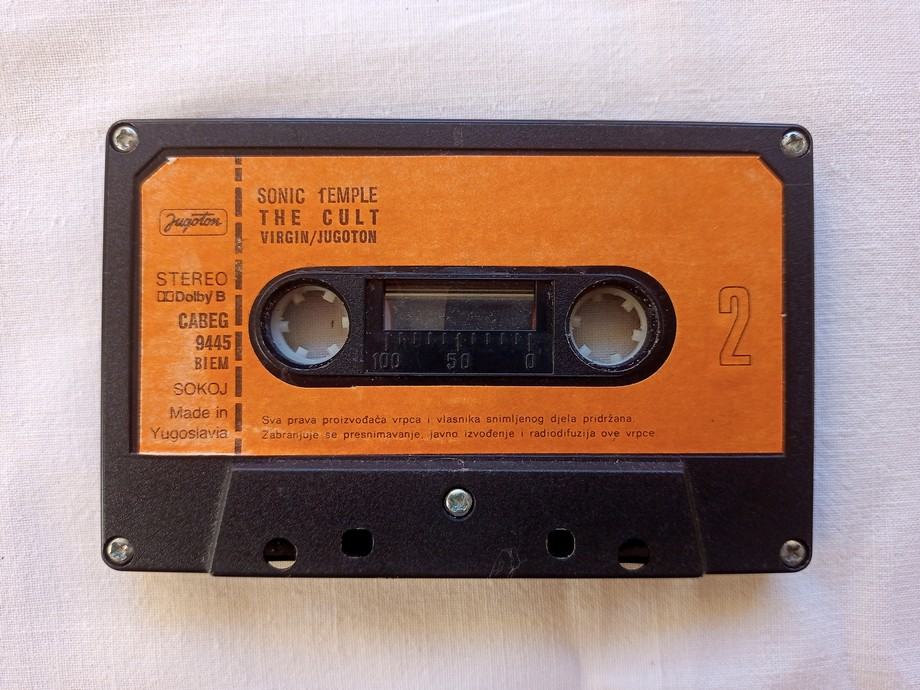 Jugoton
STEREO
Dolby B
CABEG
9445
BIEM
SOKOJ
Made in
Yugoslavia
SONIC TEMPLE
THE CULT
VIRGIN/JUGOTON
100 50 0
2
Sva prava proizvođača vrpca i vlasnika snimljenog djela pridržana
Zabranjuje se presnimavanje, javno izvođenje i radiodifuzija ove vrpce